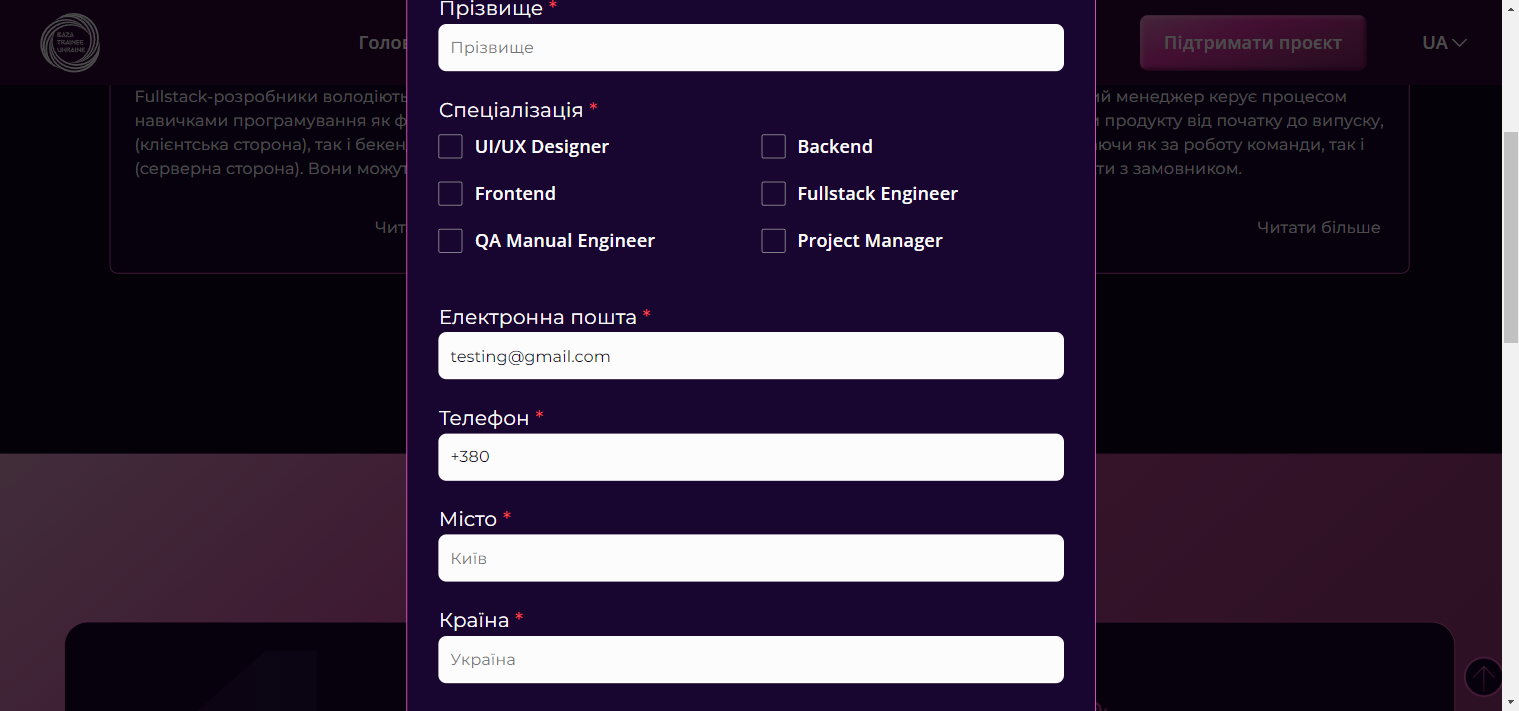 BAZA
TRAINEE
UKRAINE
Голов
Підтримати проєкт
UA
Fullstack-розробники володіють
навичками програмування як ф
(клієнтська сторона), так і бекен
(серверна сторона). Вони можут
Чит
ий менеджер керує процесом
и продукту від початку до випуску,
ючи як за роботу команди, так і
ти з замовником.
Читати більше
Прізвище *
Прізвище
Спеціалізація *
UI/UX Designer
Backend
Frontend
Fullstack Engineer
QA Manual Engineer
Project Manager
Електронна пошта *
testing@gmail.com
Телефон *
+380
Місто *
Київ
Країна *
Україна
1